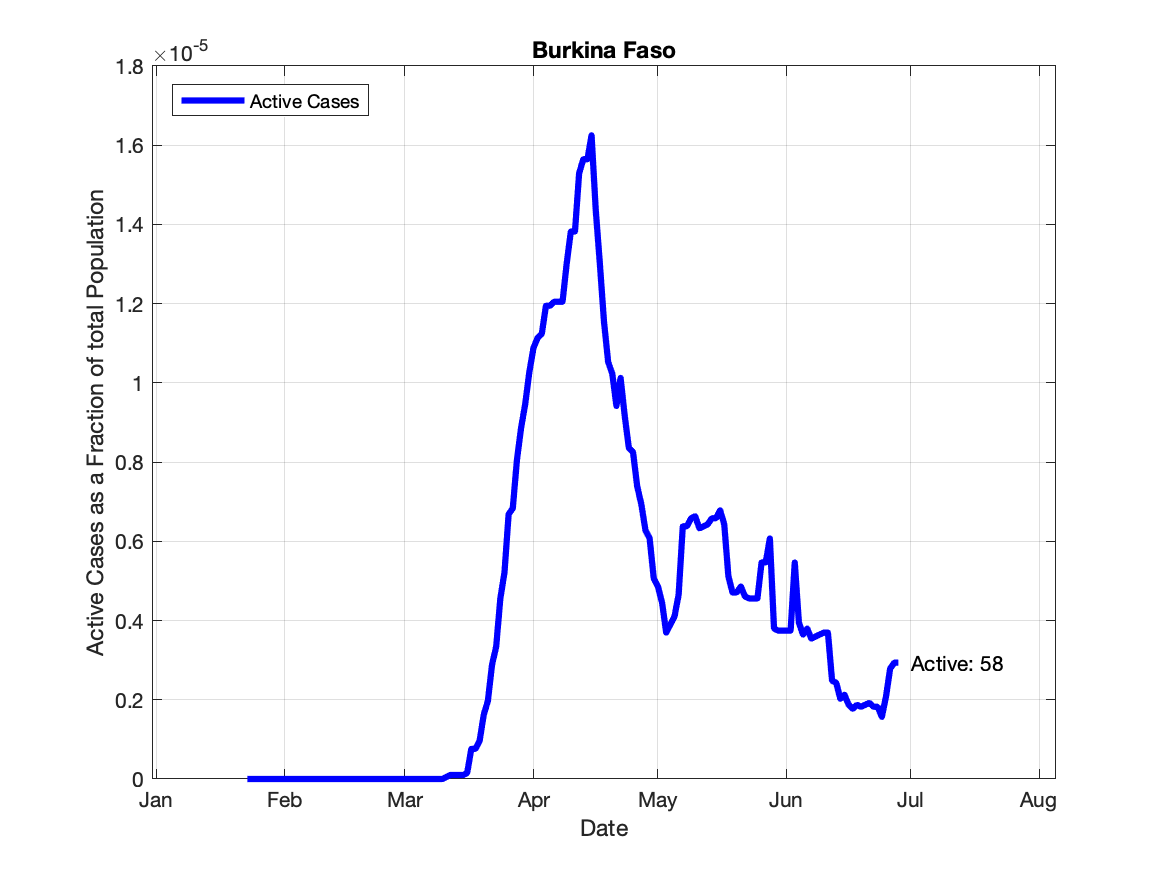 Burkina Faso
×10-5
1.8
1.6
1.4
1.2
1
0.8
0.6
0.4
0.2
0
Active Cases as a Fraction of total Population
Active Cases
Active: 58
Jan Feb Mar Apr May Jun Jul Aug
Date